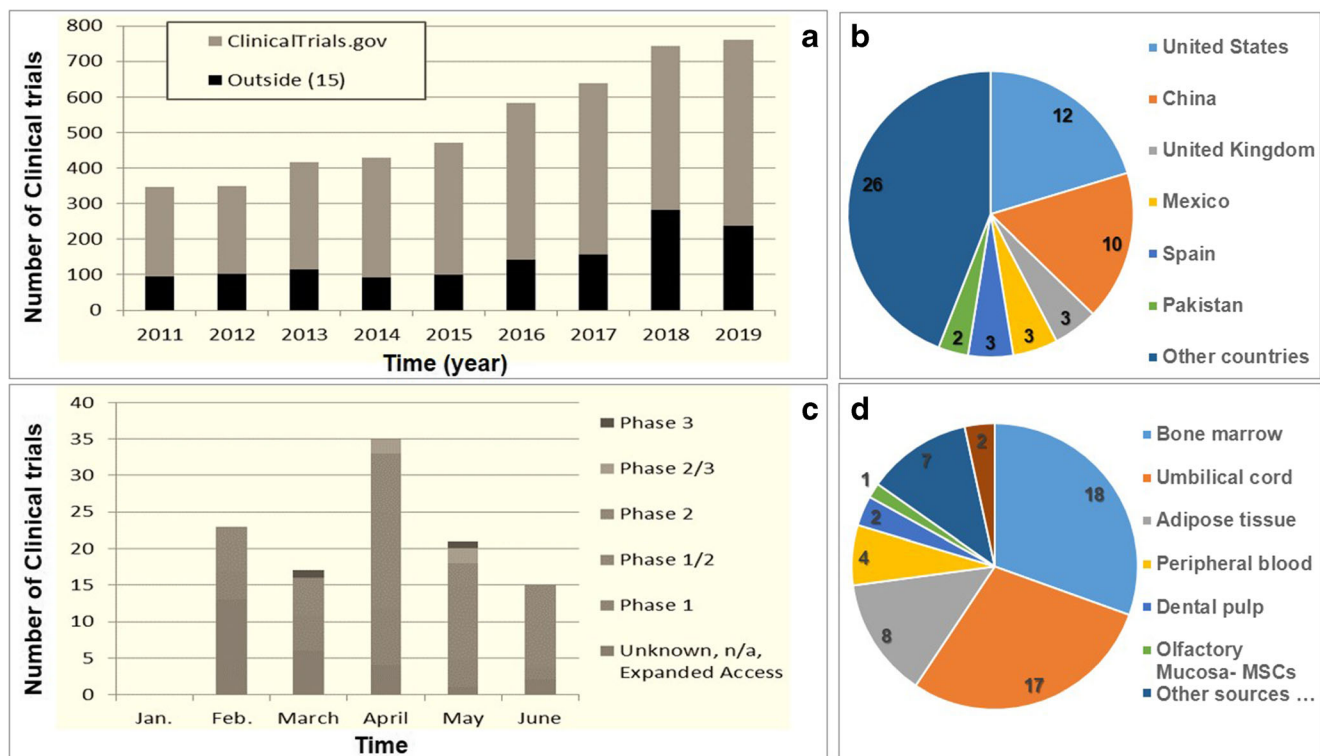 a
Number of Clinical trials
800
700
600
500
400
300
200
100
0
ClinicalTrials.gov
Outside (15)
2011 2012 2013 2014 2015 2016 2017 2018 2019
Time (year)
b
12
10
3
3
3
2
26
United States
China
United Kingdom
Mexico
Spain
Pakistan
Other countries
c
Number of Clinical trials
40
35
30
25
20
15
10
5
0
Phase 3
Phase 2/3
Phase 2
Phase 1/2
Phase 1
Unknown, n/a,
Expanded Access
Jan. Feb. March April May June
Time
d
18
17
8
4
2
1
7
2
Bone marrow
Umbilical cord
Adipose tissue
Peripheral blood
Dental pulp
Olfactory
Mucosa- MSCs
Other sources …